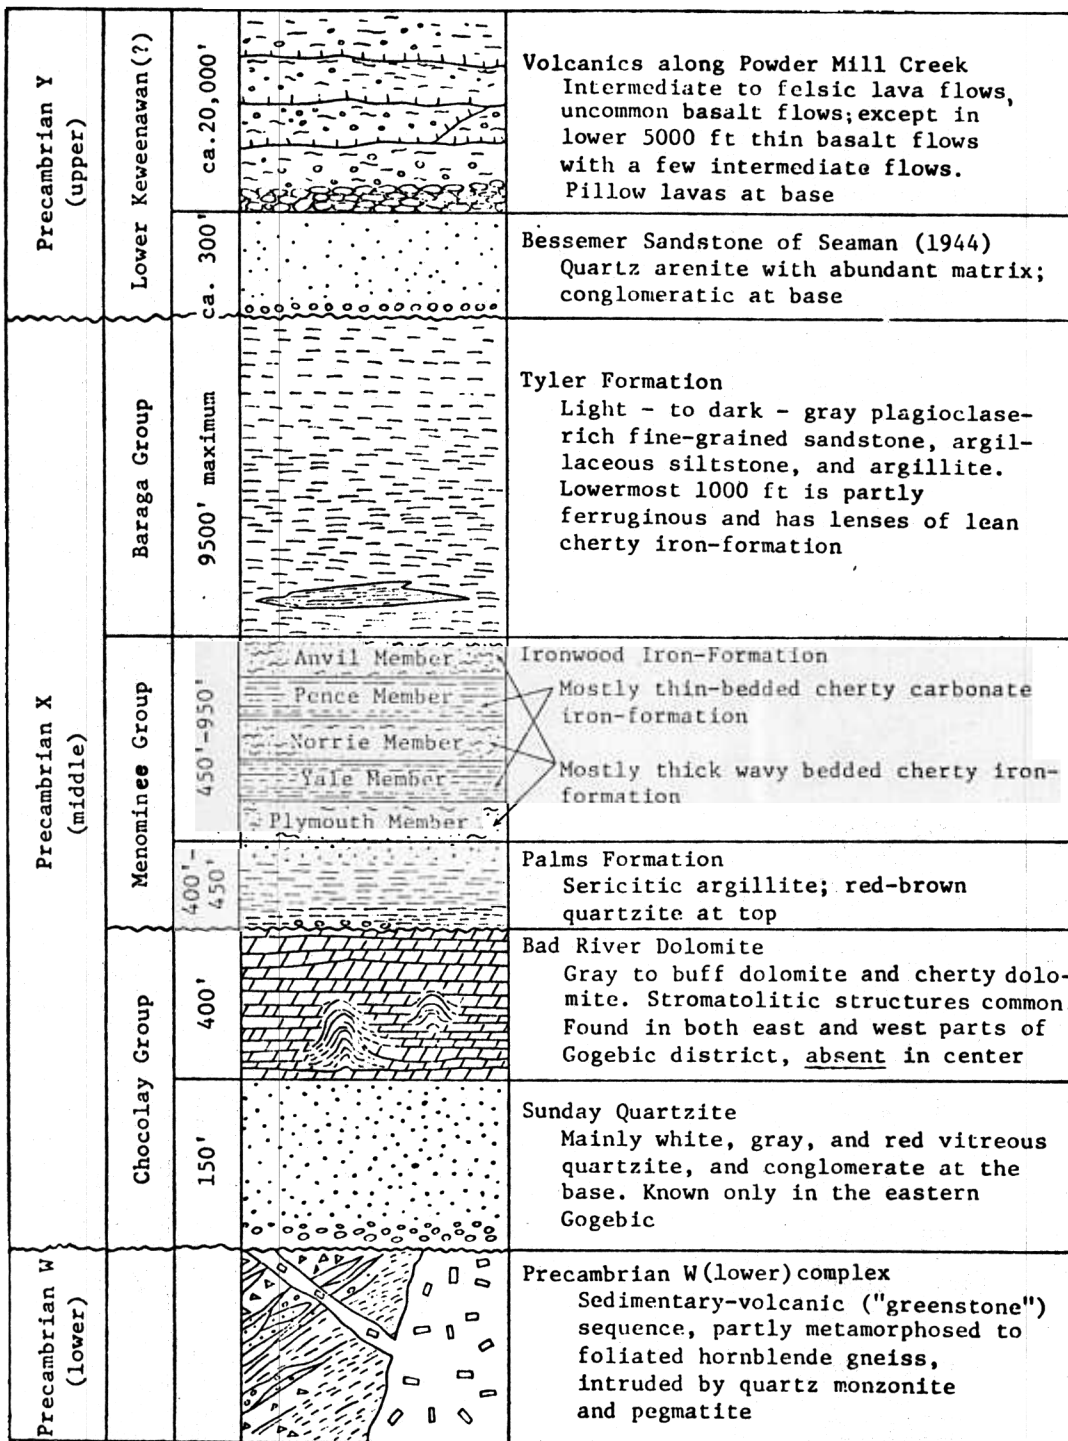 Precambrian Y
(upper)
Lower Keweenawan(?)
ca.20,000'
Volcanics along Powder Mill Creek
Intermediate to felsic lava flows,
uncommon basalt flows; except in
lower 5000 ft thin basalt flows
with a few intermediate flows.
Pillow lavas at base
ca. 300'
Bessemer Sandstone of Seaman (1944)
Quartz arenite with abundant matrix;
conglomeratic at base
Precambrian X
(middle)
Baraga Group
9500' maximum
Tyler Formation
Light - to dark - gray plagioclase-
rich fine-grained sandstone, argil-
laceous siltstone, and argillite.
Lowermost 1000 ft is partly
ferruginous and has lenses of lean
cherty iron-formation
Menominee Group
450'-950'
Anvil Member
Pence Member
Norrie Member
Yale Member
Plymouth Member
Ironwood Iron-Formation
Mostly thin-bedded cherty carbonate
iron-formation
Mostly thick wavy bedded cherty iron-
formation
400'-
450'
Palms Formation
Sericitic argillite; red-brown
quartzite at top
Chocolay Group
400'
Bad River Dolomite
Gray to buff dolomite and cherty dolo-
mite. Stromatolitic structures common.
Found in both east and west parts of
Gogebic district, absent in center
150'
Sunday Quartzite
Mainly white, gray, and red vitreous
quartzite, and conglomerate at the
base. Known only in the eastern
Gogebic
Precambrian W
(lower)
Precambrian W (lower) complex
Sedimentary-volcanic ("greenstone")
sequence, partly metamorphosed to
foliated hornblende gneiss,
intruded by quartz monzonite
and pegmatite